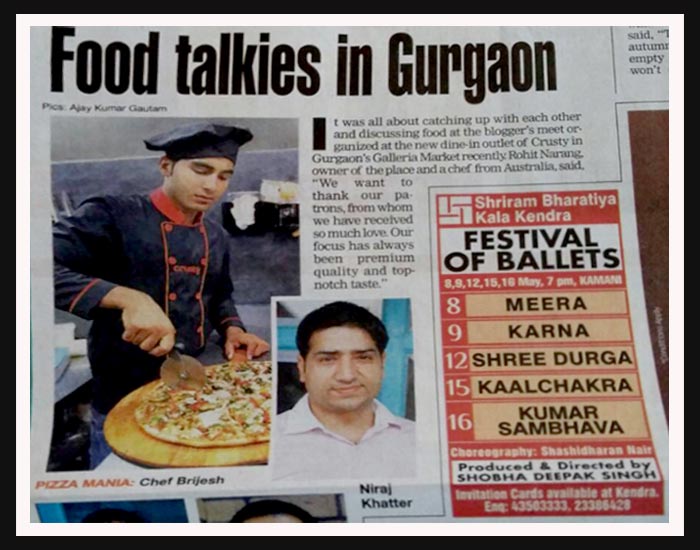 Food talkies in Gurgaon
Pics: Ajay Kumar Gautam
It was all about catching up with each other
and discussing food at the blogger's meet or-
ganized at the new dine-in outlet of Crusty in
Gurgaon's Galleria Market recently. Rohit Narang,
owner of the place and a chef from Australia, said,
"We want to
thank our pa-
trons, from whom
we have received
so much love. Our
focus has always
been premium
quality and top-
notch taste."
crusty
PIZZA MANIA: Chef Brijesh
Niraj
Khatter
Shriram Bharatiya
Kala Kendra
FESTIVAL
OF BALLETS
8,9,12,15,16 May, 7 pm, KAMANI
8 MEERA
9 KARNA
12 SHREE DURGA
15 KAALCHAKRA
16 KUMAR
SAMBHAVA
Choreography: Shashidharan Nair
Produced & Directed by
SHOBHA DEEPAK SINGH
Invitation Cards available at Kendra.
Enq: 43503333, 23386428
said, "T
autumn
empty
won't